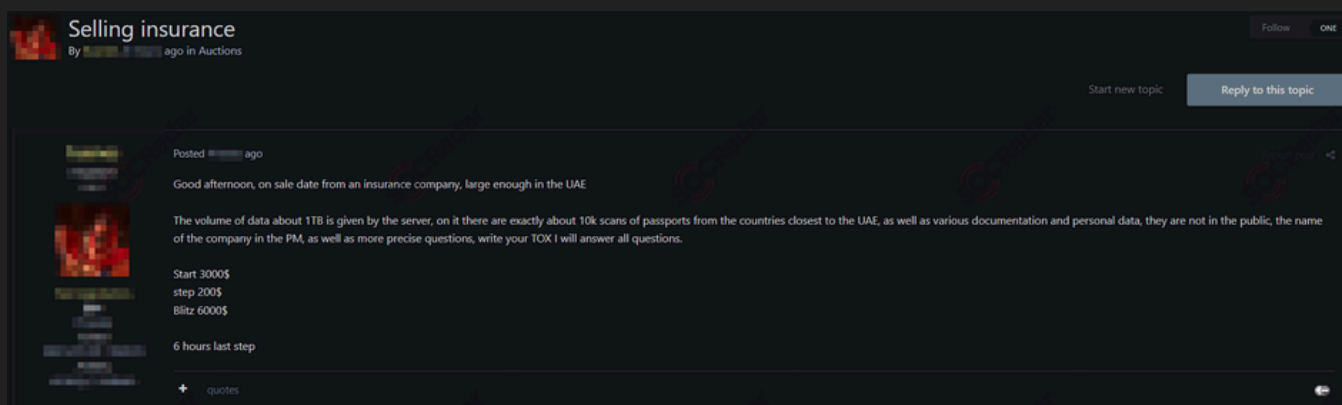 Selling insurance
By ago in Auctions
Follow
ONE
Start new topic
Reply to this topic
Posted ago
Good afternoon, on sale date from an insurance company, large enough in the UAE
The volume of data about 1TB is given by the server, on it there are exactly about 10k scans of passports from the countries closest to the UAE, as well as various documentation and personal data, they are not in the public, the name
of the company in the PM, as well as more precise questions, write your TOX I will answer all questions.
Start 3000$
step 200$
Blitz 6000$
6 hours last step
+ quotes